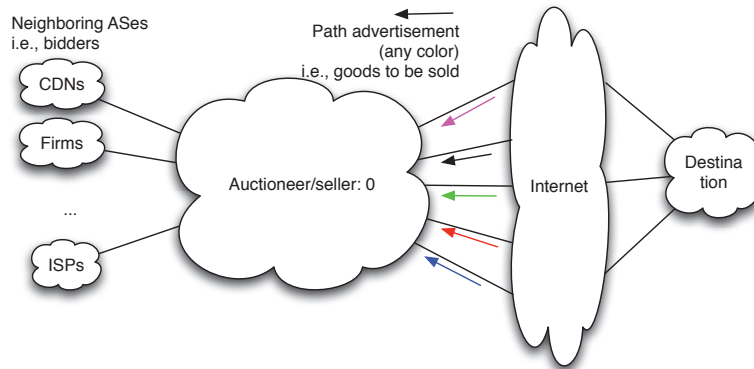 Neighboring ASes
i.e., bidders
CDNs
Firms
...
ISPs
Path advertisement
(any color)
i.e., goods to be sold
Auctioneer/seller: 0
Internet
Destina
tion